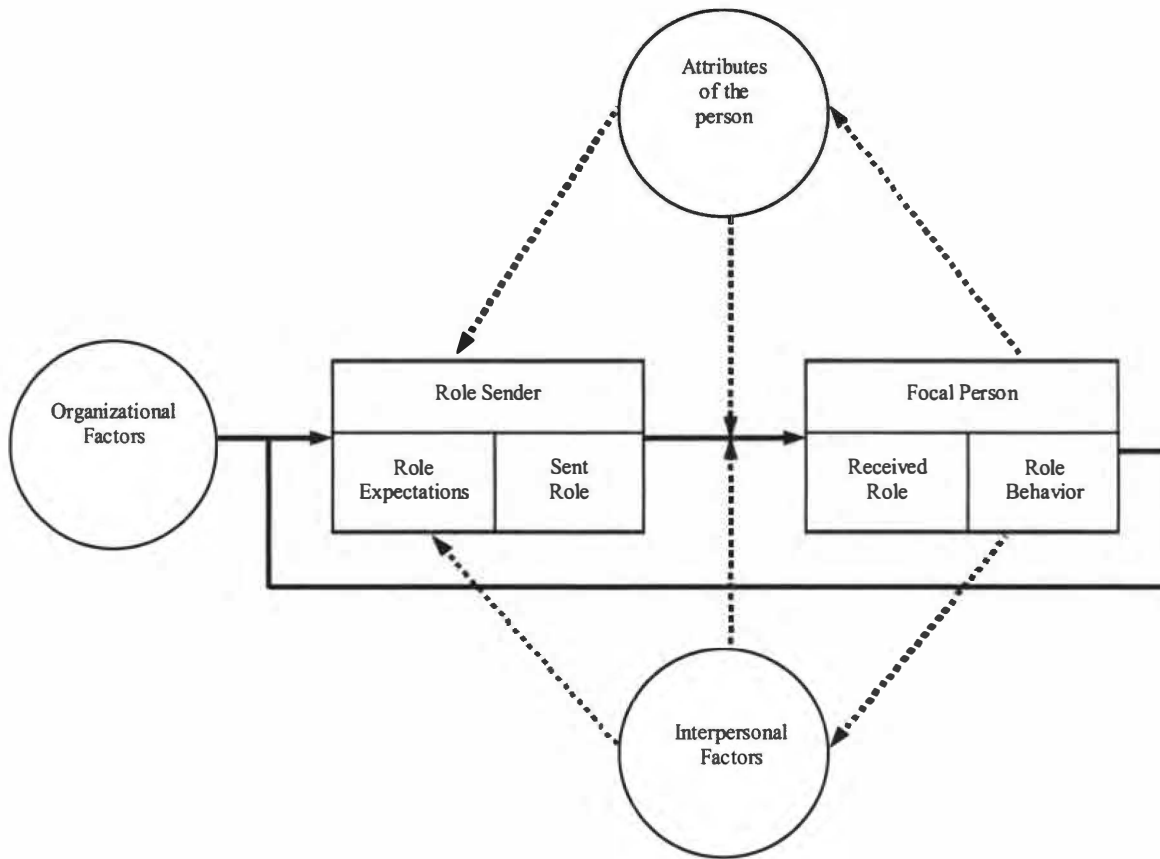 Attributes
of the
person
Organizational
Factors
Role Sender
Role
Expectations
Sent
Role
Focal Person
Received
Role
Role
Behavior
Interpersonal
Factors